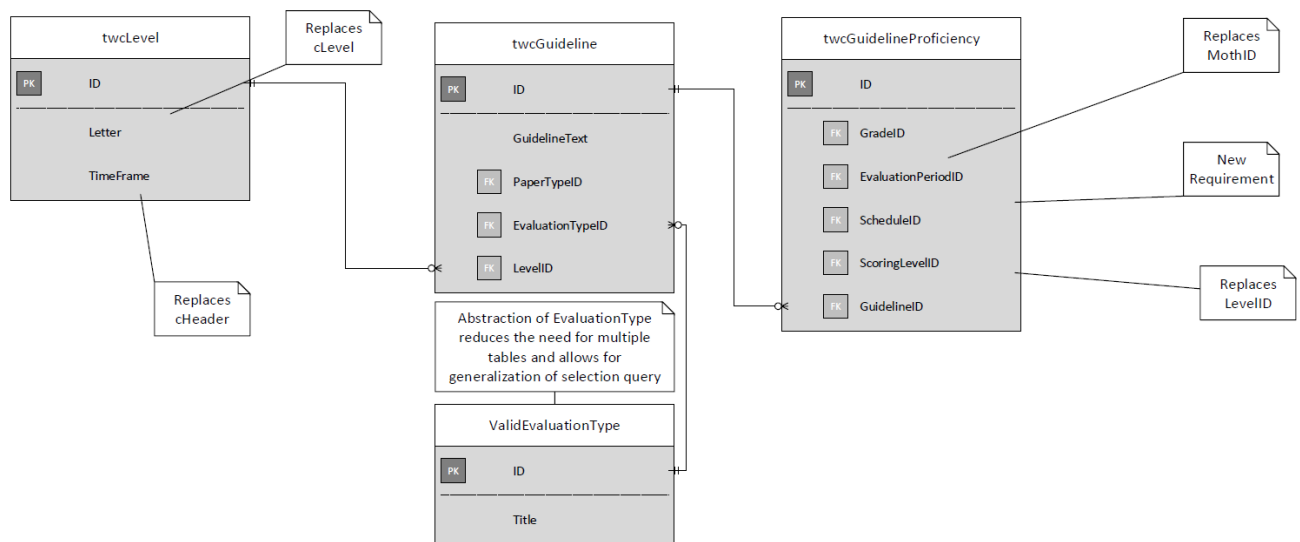 twcLevel
PK ID
Letter
TimeFrame
Replaces
cLevel
Replaces
cHeader
twcGuideline
PK ID
GuidelineText
FK PaperTypeID
FK EvaluationTypeID
FK LevelID
Abstraction of EvaluationType
reduces the need for multiple
tables and allows for
generalization of selection query
ValidEvaluationType
PK ID
Title
twcGuidelineProficiency
PK ID
FK GradeID
FK EvaluationPeriodID
FK ScheduleID
FK ScoringLevelID
FK GuidelineID
Replaces
MothID
New
Requirement
Replaces
LevelID